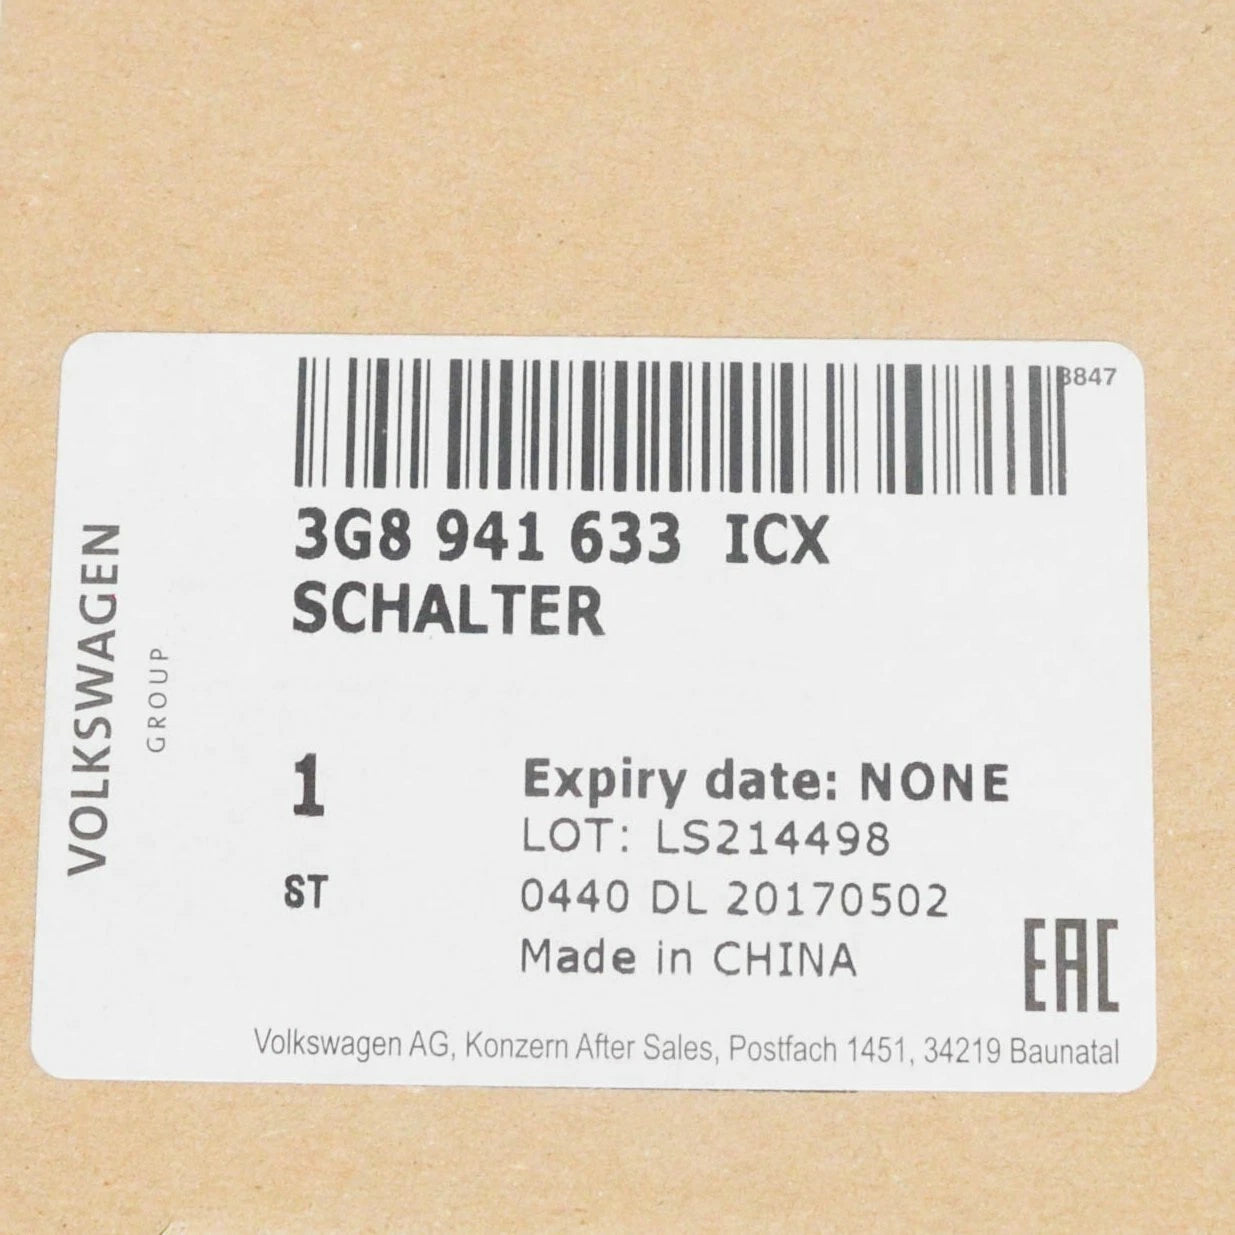 3847
3G8 941 633 ICX
SCHALTER
VOLKSWAGEN
GROUP
1
ST
Expiry date: NONE
LOT: LS214498
0440 DL 20170502
Made in CHINA
EAC
Volkswagen AG, Konzern After Sales, Postfach 1451, 34219 Baunatal